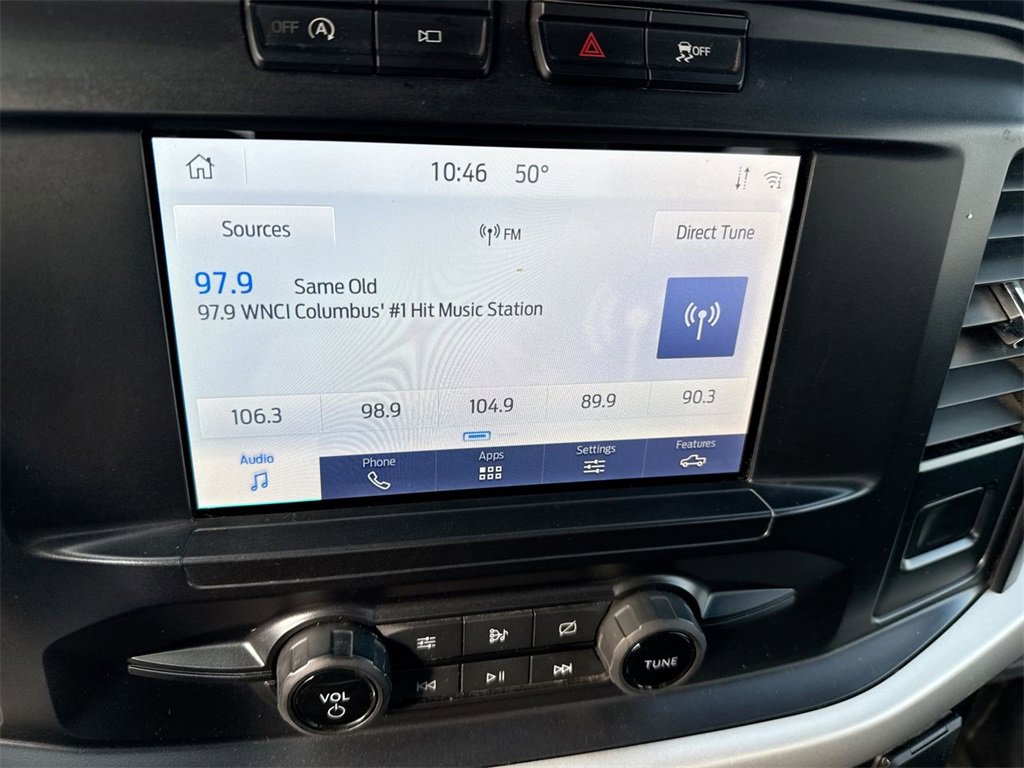 OFF A
OFF
10:46 50°
Sources
FM
Direct Tune
97.9 Same Old
97.9 WNCI Columbus' #1 Hit Music Station
106.3 98.9 104.9 89.9 90.3
Audio Phone Apps Settings Features
VOL
TUNE